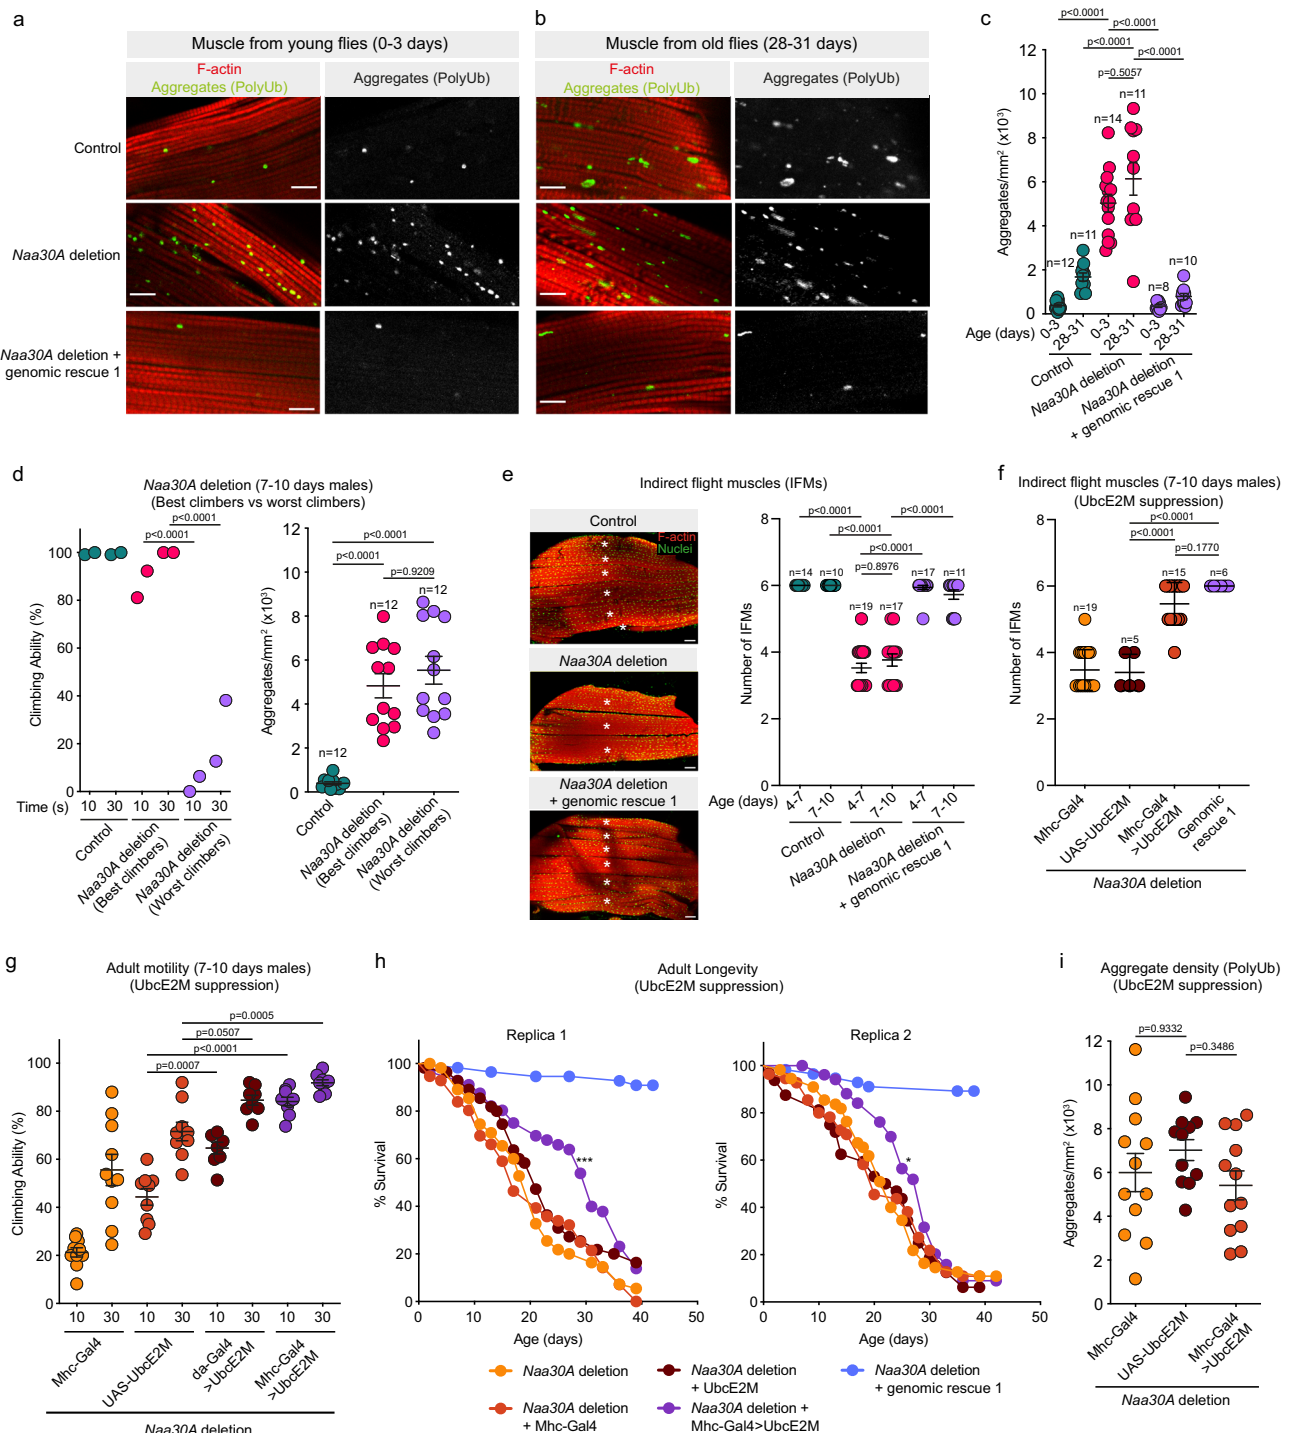 a
Muscle from young flies (0-3 days)
F-actin
Aggregates (PolyUb)
Aggregates (PolyUb)
Control
Naa30A deletion
Naa30A deletion +
genomic rescue 1
b
Muscle from old flies (28-31 days)
F-actin
Aggregates (PolyUb)
Aggregates (PolyUb)
c
p<0.0001
p<0.0001
p<0.0001
p<0.0001
p=0.5057
n=12
n=11
n=14
n=11
n=8
n=10
Aggregates/mm² (x10³)
12
10
8
6
4
2
0
Age (days)
0-3
28-31
0-3
28-31
0-3
28-31
Control
Naa30A deletion
Naa30A deletion
+ genomic rescue 1
d
Naa30A deletion (7-10 days males)
(Best climbers vs worst climbers)
p<0.0001
p<0.0001
Climbing Ability (%)
100
80
60
40
20
0
Time (s)
10
30
10
30
10
30
Control
Naa30A deletion
(Best climbers)
Naa30A deletion
(Worst climbers)
p<0.0001
p<0.0001
p=0.9209
n=12
n=12
n=12
Aggregates/mm² (x10³)
12
10
8
6
4
2
0
Control
Naa30A deletion
(Best climbers)
Naa30A deletion
(Worst climbers)
e
Indirect flight muscles (IFMs)
Control
F-actin
Nuclei
Naa30A deletion
Naa30A deletion
+ genomic rescue 1
p<0.0001
p<0.0001
p<0.0001
p<0.0001
p=0.8976
n=14
n=10
n=19
n=17
n=17
n=11
Number of IFMs
8
6
4
2
0
Age (days)
4-7
7-10
4-7
7-10
4-7
7-10
Control
Naa30A deletion
Naa30A deletion
+ genomic rescue 1
f
Indirect flight muscles (7-10 days males)
(UbcE2M suppression)
p<0.0001
p<0.0001
p=0.1770
n=19
n=5
n=15
n=6
Number of IFMs
8
6
4
2
0
Mhc-Gal4
UAS-UbcE2M
Mhc-Gal4
>UbcE2M
Genomic
rescue 1
Naa30A deletion
g
Adult motility (7-10 days males)
(UbcE2M suppression)
p=0.0005
p=0.0507
p<0.0001
p=0.0007
Climbing Ability (%)
100
80
60
40
20
0
10
30
10
30
10
30
10
30
Mhc-Gal4
UAS-UbcE2M
da-Gal4
>UbcE2M
Mhc-Gal4
>UbcE2M
Naa30A deletion
h
Adult Longevity
(UbcE2M suppression)
Replica 1
% Survival
100
80
60
40
20
0
***
0
10
20
30
40
50
Age (days)
Replica 2
% Survival
100
80
60
40
20
0
*
0
10
20
30
40
50
Age (days)
Naa30A deletion
Naa30A deletion
+ Mhc-Gal4
Naa30A deletion
+ UbcE2M
Naa30A deletion +
Mhc-Gal4>UbcE2M
Naa30A deletion
+ genomic rescue 1
i
Aggregate density (PolyUb)
(UbcE2M suppression)
p=0.9332
p=0.3486
Aggregates/mm² (x10³)
12
10
8
6
4
2
0
Mhc-Gal4
UAS-UbcE2M
Mhc-Gal4
>UbcE2M
Naa30A deletion